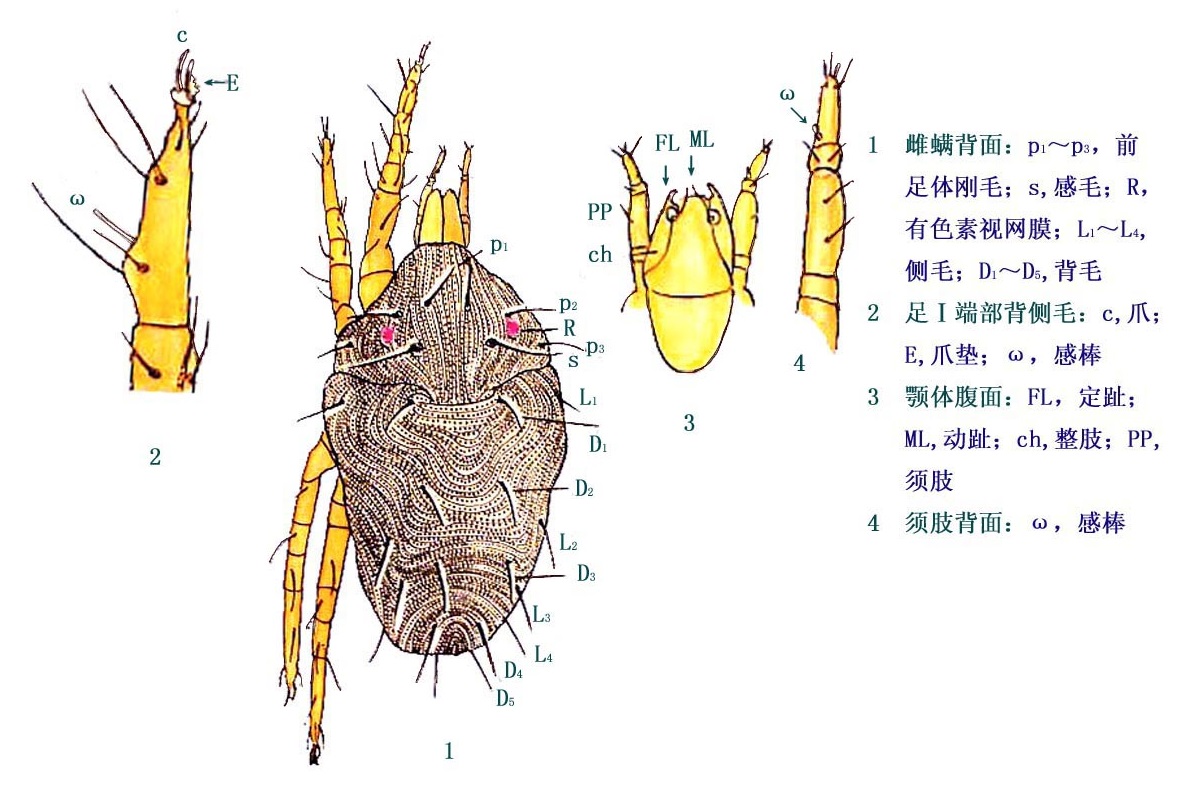 c
E
ω
2
p₁
p₂
R
p₃
s
L₁
D₁
D₂
L₂
D₃
L₃
L₄
D₄
D₅
1
FL ML
PP
ch
3
ω
4
1 雌螨背面：p₁～p₃，前
足体刚毛；s,感毛；R，
有色素视网膜；L₁～L₄,
侧毛；D₁～D₅,背毛
2 足Ⅰ端部背侧毛：c,爪；
E,爪垫；ω，感棒
3 颚体腹面：FL，定趾；
ML,动趾；ch,整肢；PP,
须肢
4 须肢背面：ω，感棒